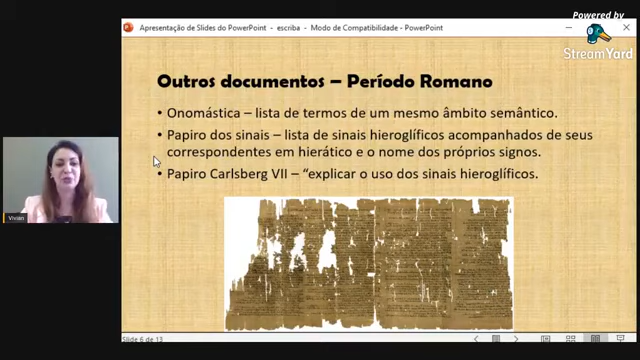 Powered by
StreamYard
Apresentação de Slides do PowerPoint - escriba - Modo de Compatibilidade - PowerPoint
Outros documentos – Período Romano
• Onomástica – lista de termos de um mesmo âmbito semântico.
• Papiro dos sinais – lista de sinais hieroglíficos acompanhados de seus
correspondentes em hierático e o nome dos próprios signos.
• Papiro Carlsberg VII – “explicar o uso dos sinais hieroglíficos.
Vivian
Slide 6 de 13